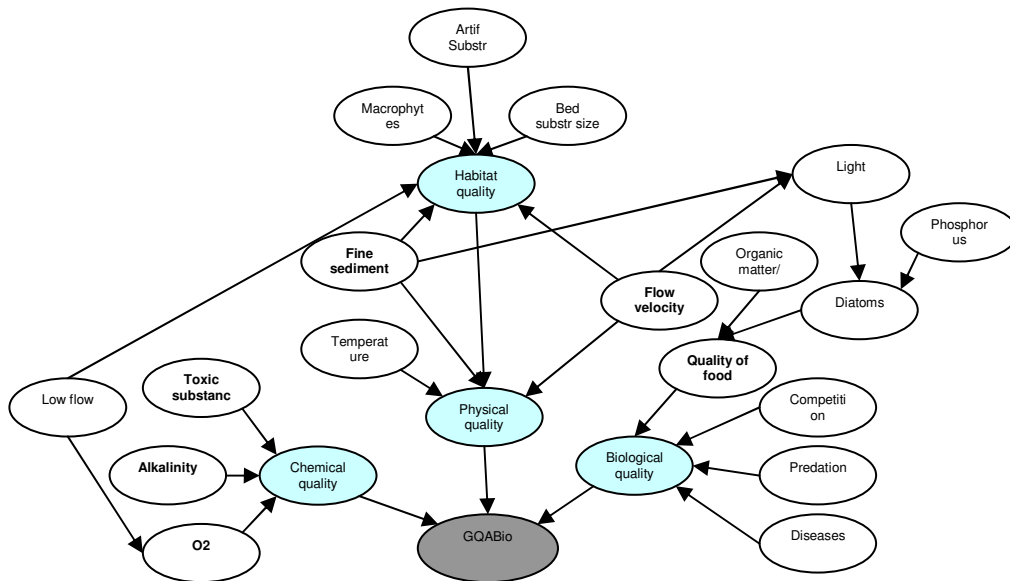 Artif
Substr
Macrophyt
es
Bed
substr size
Habitat
quality
Light
Phosphor
us
Fine
sediment
Organic
matter/
Flow
velocity
Diatoms
Temperat
ure
Quality of
food
Toxic
substanc
Low flow
Physical
quality
Competiti
on
Alkalinity
Chemical
quality
Biological
quality
Predation
O2
GQABio
Diseases